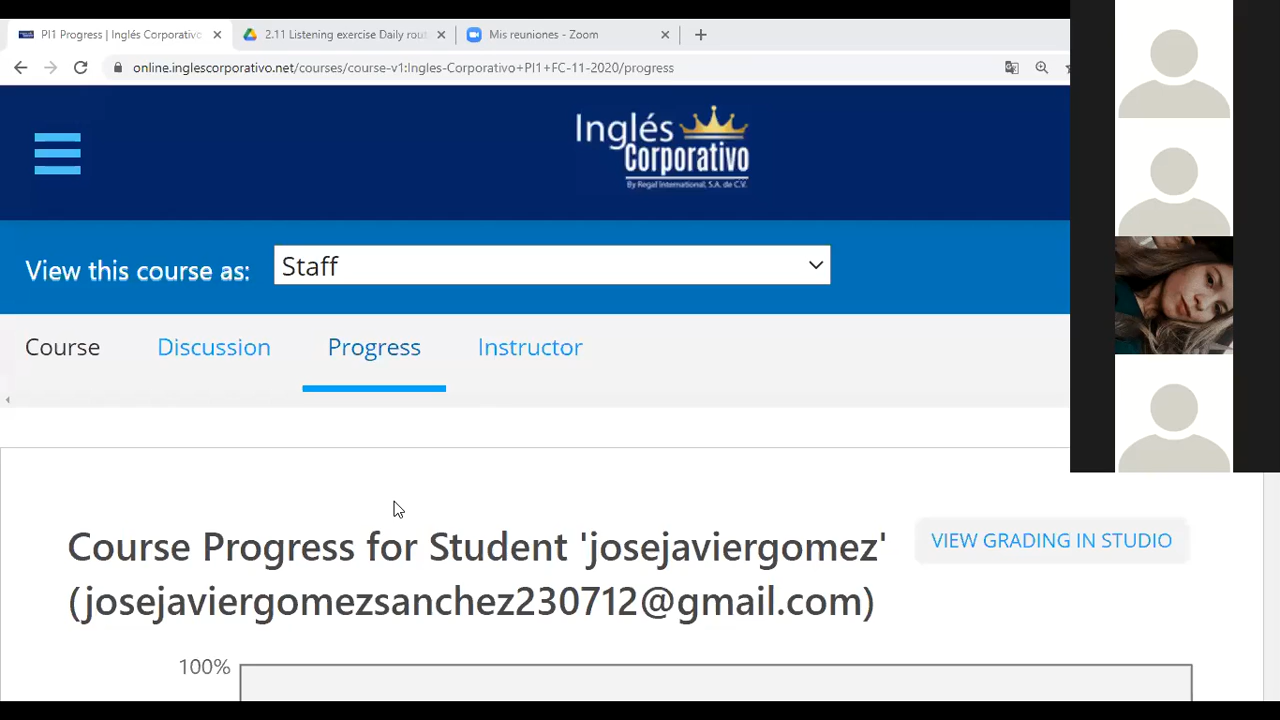 PI1 Progress | Inglés Corporativo
2.11 Listening exercise Daily rout
Mis reuniones - Zoom
online.inglescorporativo.net/courses/course-v1:Ingles-Corporativo+PI1+FC-11-2020/progress
Inglés
Corporativo
By Regal International, S.A. de C.V.
View this course as: Staff
Course Discussion Progress Instructor
Course Progress for Student 'josejaviergomez'
(josejaviergomezsanchez230712@gmail.com)
VIEW GRADING IN STUDIO
100%